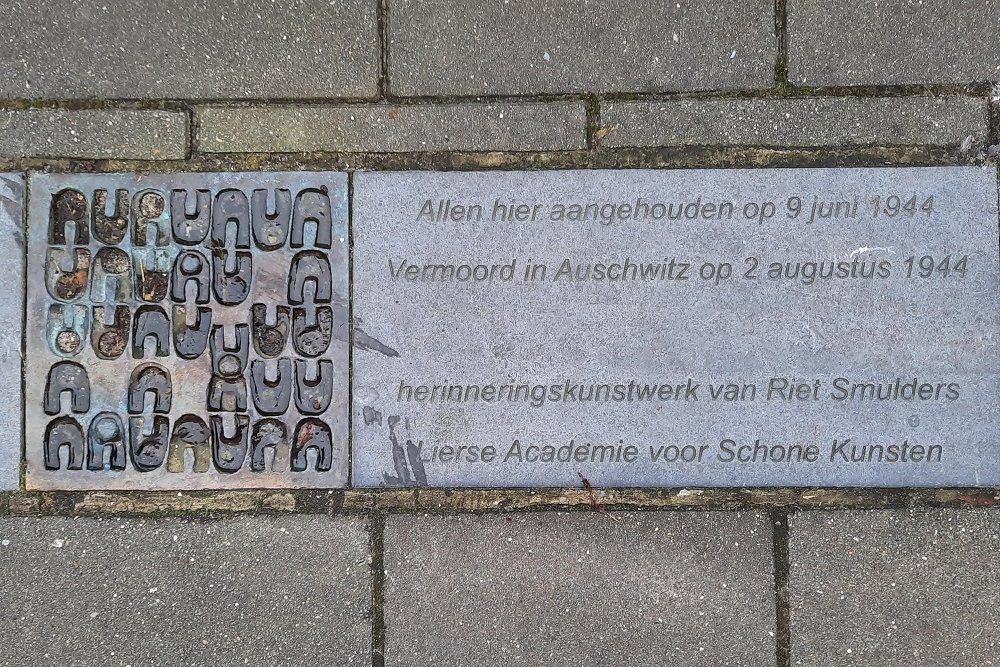 Allen hier aangehouden op 9 juni 1944
Vermoord in Auschwitz op 2 augustus 1944
herinneringskunstwerk van Riet Smulders
Lierse Academie voor Schone Kunsten